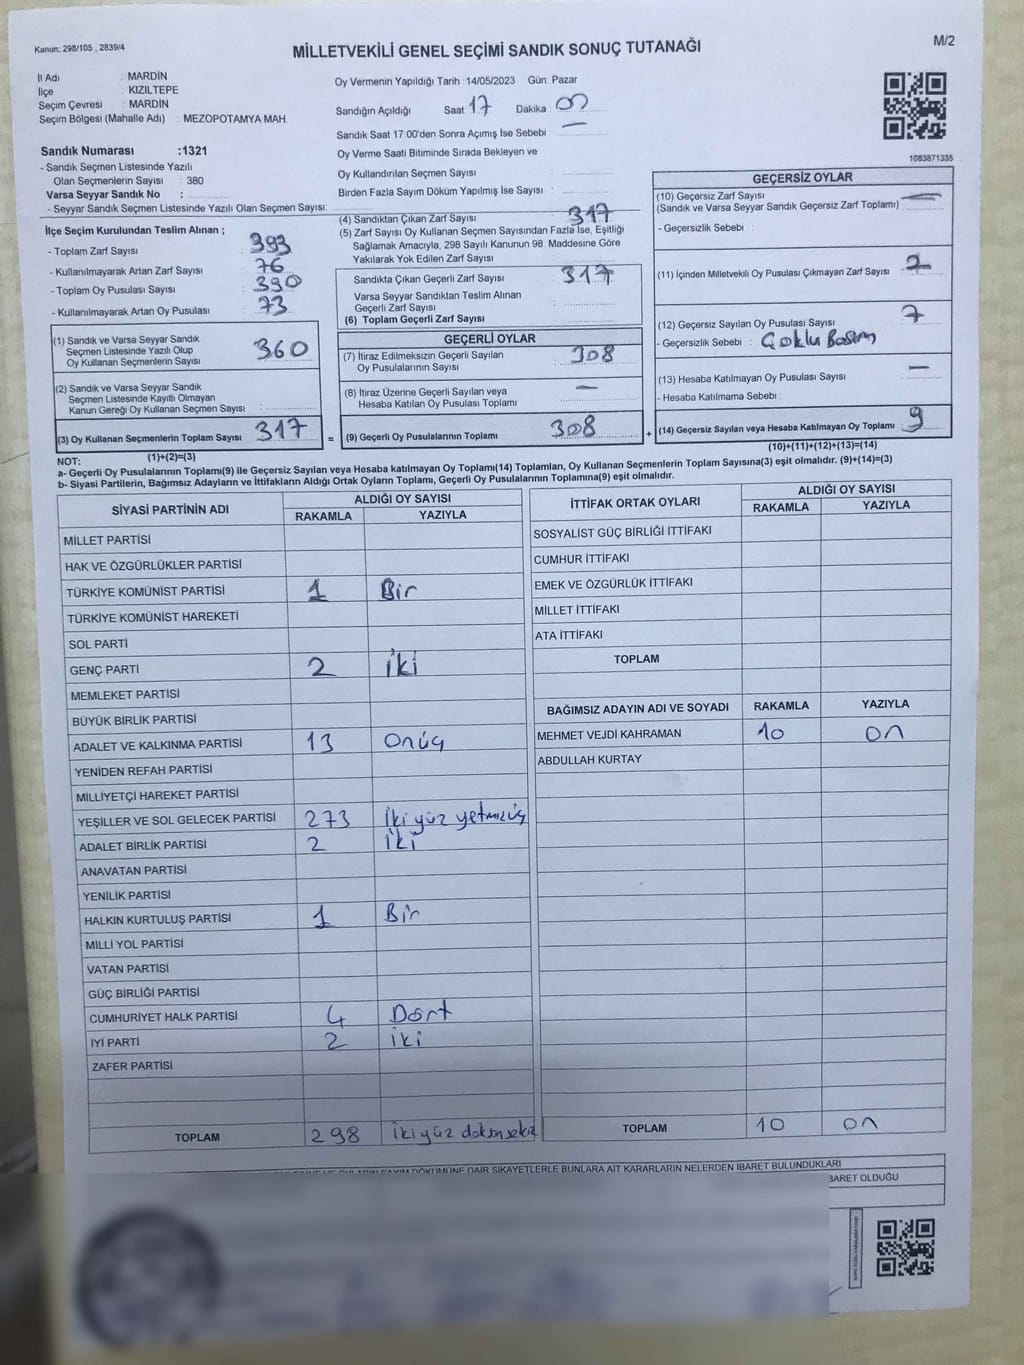 Kanun: 298/105 , 2839/4
MİLLETVEKİLİ GENEL SEÇİMİ SANDIK SONUÇ TUTANAĞI
M/2
İl Adı : MARDİN
İlçe : KIZILTEPE
Seçim Çevresi : MARDİN
Seçim Bölgesi (Mahalle Adı) : MEZOPOTAMYA MAH.
Sandık Numarası :1321
- Sandık Seçmen Listesinde Yazılı
Olan Seçmenlerin Sayısı : 380
Varsa Seyyar Sandık No :
- Seyyar Sandık Seçmen Listesinde Yazılı Olan Seçmen Sayısı:
Oy Vermenin Yapıldığı Tarih :14/05/2023 Gün: Pazar
Sandığın Açıldığı Saat 17 Dakika : 00
Sandık Saat 17:00'den Sonra Açımış İse Sebebi : —
Oy Verme Saati Bitiminde Sırada Bekleyen ve
Oy Kullandırılan Seçmen Sayısı :
Birden Fazla Sayım Döküm Yapılmış İse Sayısı :
1083871335
İlçe Seçim Kurulundan Teslim Alınan ;
- Toplam Zarf Sayısı : 393
- Kullanılmayarak Artan Zarf Sayısı : 76
- Toplam Oy Pusulası Sayısı : 390
- Kullanılmayarak Artan Oy Pusulası : 73
(1) Sandık ve Varsa Seyyar Sandık
Seçmen Listesinde Yazılı Olup
Oy Kullanan Seçmenlerin Sayısı : 360
(2) Sandık ve Varsa Seyyar Sandık
Seçmen Listesinde Kayıtlı Olmayan
Kanun Gereği Oy Kullanan Seçmen Sayısı :
(3) Oy Kullanan Seçmenlerin Toplam Sayısı : 317
(1)+(2)=(3)
(4) Sandıktan Çıkan Zarf Sayısı : 317
(5) Zarf Sayısı Oy Kullanan Seçmen Sayısından Fazla İse, Eşitliği
Sağlamak Amacıyla, 298 Sayılı Kanunun 98. Maddesine Göre
Yakılarak Yok Edilen Zarf Sayısı :
Sandıkta Çıkan Geçerli Zarf Sayısı : 317
Varsa Seyyar Sandıktan Teslim Alınan
Geçerli Zarf Sayısı :
(6) Toplam Geçerli Zarf Sayısı :
GEÇERLİ OYLAR
(7) İtiraz Edilmeksizin Geçerli Sayılan
Oy Pusulalarının Sayısı : 308
(8) İtiraz Üzerine Geçerli Sayılan veya
Hesaba Katılan Oy Pusulası Toplamı : —
= (9) Geçerli Oy Pusulalarının Toplamı : 308
GEÇERSİZ OYLAR
(10) Geçersiz Zarf Sayısı
(Sandık ve Varsa Seyyar Sandık Geçersiz Zarf Toplamı) : —
- Geçersizlik Sebebi :
(11) İçinden Milletvekili Oy Pusulası Çıkmayan Zarf Sayısı : 2
(12) Geçersiz Sayılan Oy Pusulası Sayısı : 7
- Geçersizlik Sebebi : Çoklu Basım
(13) Hesaba Katılmayan Oy Pusulası Sayısı : —
- Hesaba Katılmama Sebebi :
+ (14) Geçersiz Sayılan veya Hesaba Katılmayan Oy Toplamı : 9
(10)+(11)+(12)+(13)=(14)
NOT:
a- Geçerli Oy Pusulalarının Toplamı(9) ile Geçersiz Sayılan veya Hesaba katılmayan Oy Toplamı(14) Toplamları, Oy Kullanan Seçmenlerin Toplam Sayısına(3) eşit olmalıdır. (9)+(14)=(3)
b- Siyasi Partilerin, Bağımsız Adayların ve İttifakların Aldığı Ortak Oyların Toplamı, Geçerli Oy Pusulalarının Toplamına(9) eşit olmalıdır.
SİYASİ PARTİNİN ADI ALDIĞI OY SAYISI
RAKAMLA YAZIYLA
MİLLET PARTİSİ
HAK VE ÖZGÜRLÜKLER PARTİSİ
TÜRKİYE KOMÜNİST PARTİSİ 1 Bir
TÜRKİYE KOMÜNİST HAREKETİ
SOL PARTİ
GENÇ PARTİ 2 iki
MEMLEKET PARTİSİ
BÜYÜK BİRLİK PARTİSİ
ADALET VE KALKINMA PARTİSİ 13 onüç
YENİDEN REFAH PARTİSİ
MİLLİYETÇİ HAREKET PARTİSİ
YEŞİLLER VE SOL GELECEK PARTİSİ 273 iki yüz
ADALET BİRLİK PARTİSİ 2 iki
ANAVATAN PARTİSİ
YENİLİK PARTİSİ
HALKIN KURTULUŞ PARTİSİ 1 Bir
MİLLİ YOL PARTİSİ
VATAN PARTİSİ
GÜÇ BİRLİĞİ PARTİSİ
CUMHURİYET HALK PARTİSİ 4 Dört
İYİ PARTİ 2 iki
ZAFER PARTİSİ
TOPLAM 298 iki yüz
İTTİFAK ORTAK OYLARI ALDIĞI OY SAYISI
RAKAMLA YAZIYLA
SOSYALİST GÜÇ BİRLİĞİ İTTİFAKI
CUMHUR İTTİFAKI
EMEK VE ÖZGÜRLÜK İTTİFAKI
MİLLET İTTİFAKI
ATA İTTİFAKI
TOPLAM
BAĞIMSIZ ADAYIN ADI VE SOYADI RAKAMLA YAZIYLA
MEHMET VEJDİ KAHRAMAN 10 on
ABDULLAH KURTAY
TOPLAM 10 on
DÖKÜMÜNE DAİR ŞİKAYETLERLE BUNLARA AİT KARARLARIN NELERDEN İBARET BULUNDUKLARI
BARET OLDUĞU